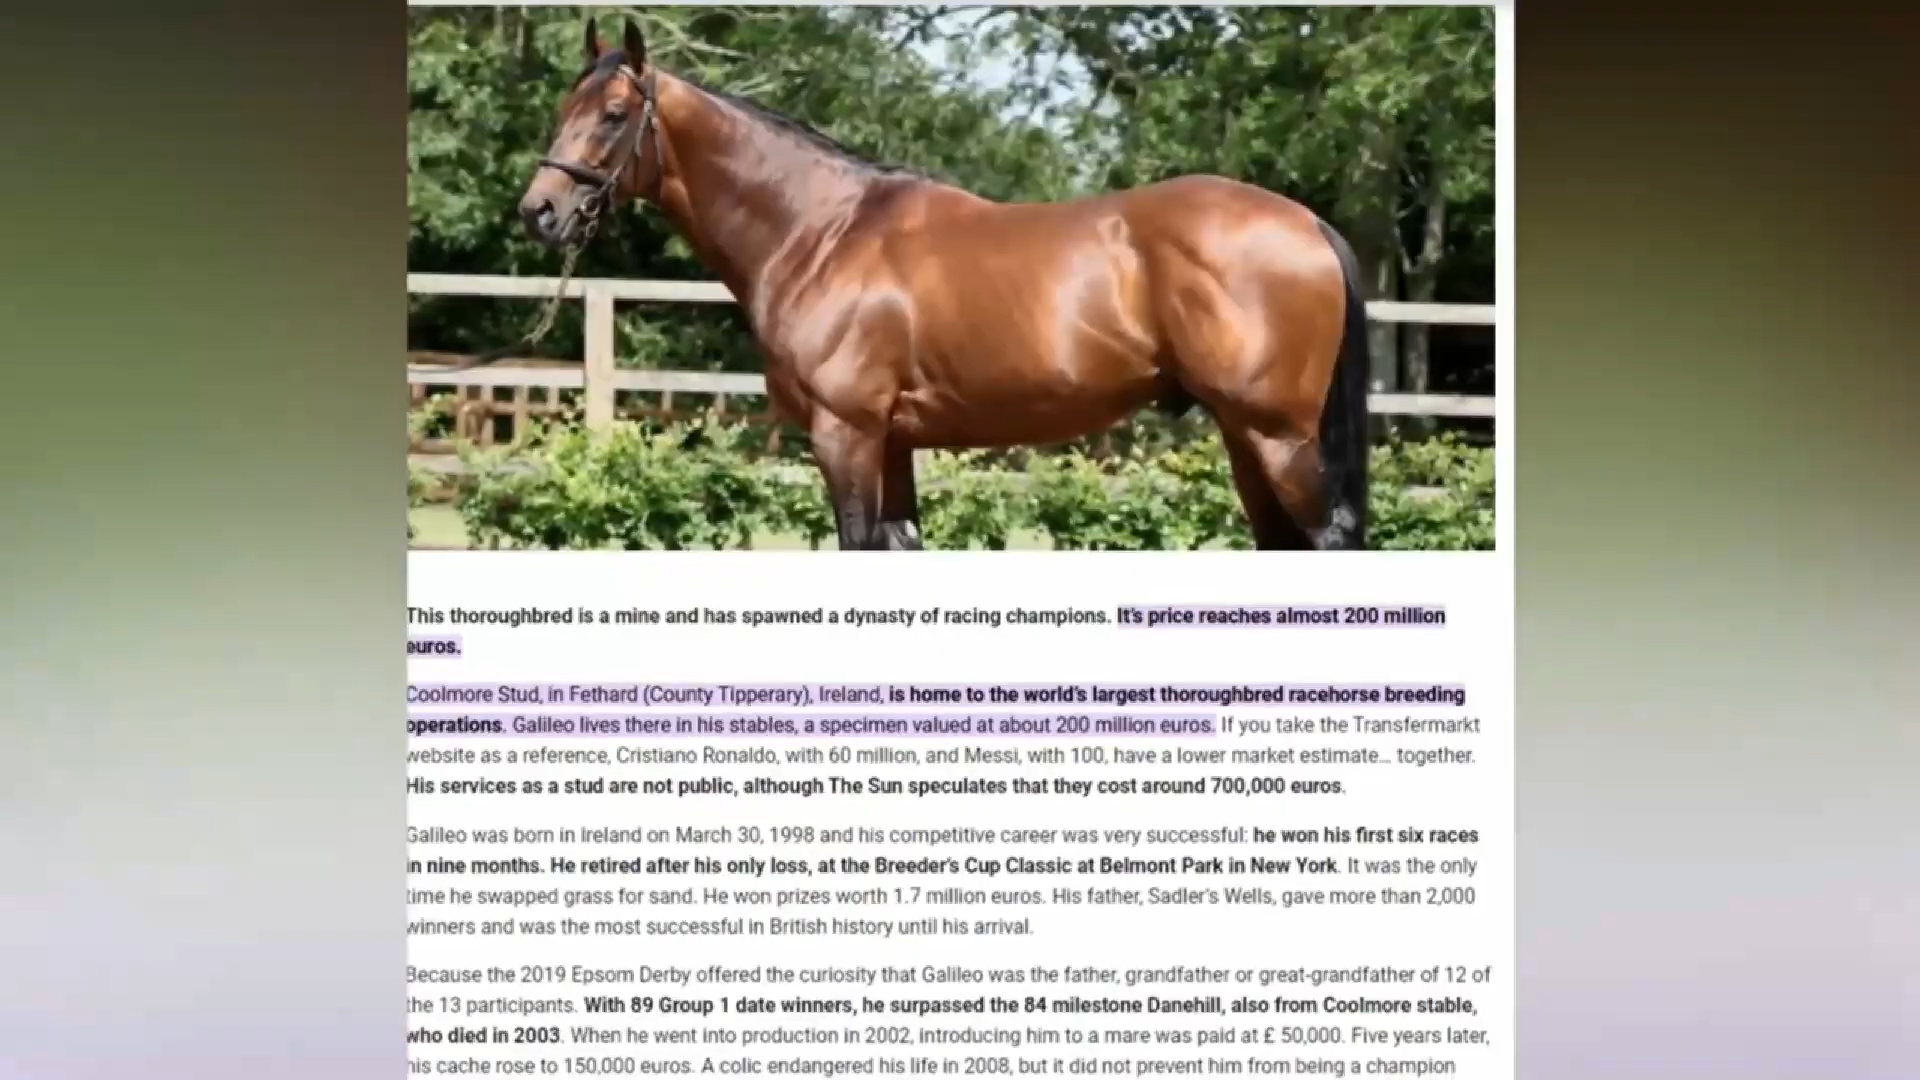 This thoroughbred is a mine and has spawned a dynasty of racing champions. It's price reaches almost 200 million
euros.
Coolmore Stud, in Fethard (County Tipperary), Ireland, is home to the world's largest thoroughbred racehorse breeding
operations. Galileo lives there in his stables, a specimen valued at about 200 million euros. If you take the Transfermarkt
website as a reference, Cristiano Ronaldo, with 60 million, and Messi, with 100, have a lower market estimate... together.
His services as a stud are not public, although The Sun speculates that they cost around 700,000 euros.
Galileo was born in Ireland on March 30, 1998 and his competitive career was very successful: he won his first six races
in nine months. He retired after his only loss, at the Breeder's Cup Classic at Belmont Park in New York. It was the only
time he swapped grass for sand. He won prizes worth 1.7 million euros. His father, Sadler's Wells, gave more than 2,000
winners and was the most successful in British history until his arrival.
Because the 2019 Epsom Derby offered the curiosity that Galileo was the father, grandfather or great-grandfather of 12 of
the 13 participants. With 89 Group 1 date winners, he surpassed the 84 milestone Danehill, also from Coolmore stable,
who died in 2003. When he went into production in 2002, introducing him to a mare was paid at £ 50,000. Five years later,
his cache rose to 150,000 euros. A colic endangered his life in 2008, but it did not prevent him from being a champion